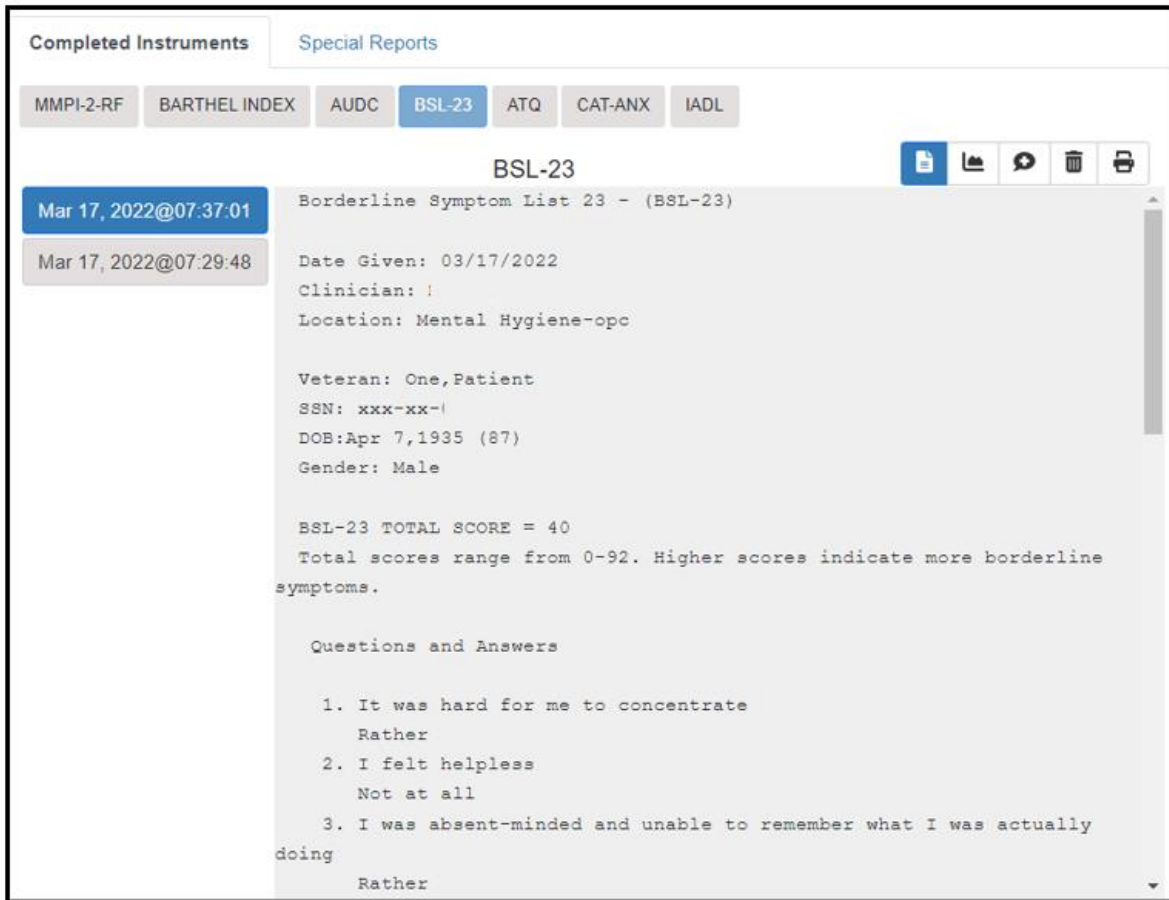 Completed Instruments Special Reports
MMPI-2-RF BARTHEL INDEX AUDC BSL-23 ATQ CAT-ANX IADL
BSL-23
Mar 17, 2022@07:37:01
Mar 17, 2022@07:29:48
Borderline Symptom List 23 - (BSL-23)
Date Given: 03/17/2022
Clinician:
Location: Mental Hygiene-opc
Veteran: One,Patient
SSN: xxx-xx-
DOB:Apr 7,1935 (87)
Gender: Male
BSL-23 TOTAL SCORE = 40
Total scores range from 0-92. Higher scores indicate more borderline
symptoms.
Questions and Answers
1. It was hard for me to concentrate
Rather
2. I felt helpless
Not at all
3. I was absent-minded and unable to remember what I was actually
doing
Rather